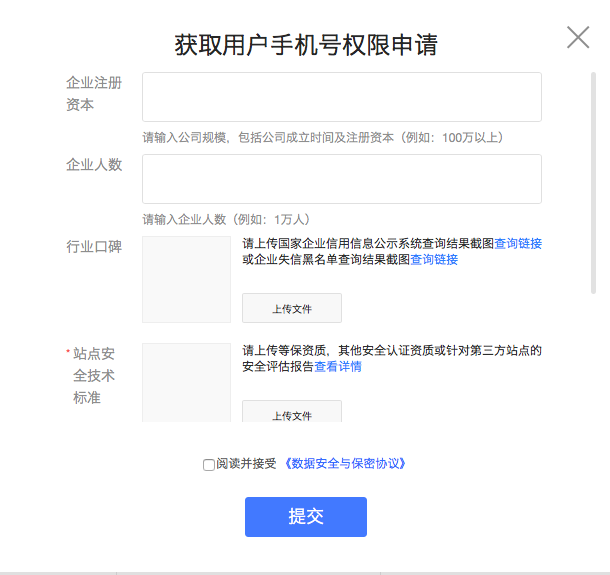 获取用户手机号权限申请
企业注册
资本
请输入公司规模，包括公司成立时间及注册资本（例如：100万以上）
企业人数
请输入企业人数（例如：1万人）
行业口碑
请上传国家企业信用信息公示系统查询结果截图查询链接
或企业失信黑名单查询结果截图查询链接
上传文件
* 站点安
全技术
标准
请上传等保资质，其他安全认证资质或针对第三方站点的
安全评估报告查看详情
上传文件
阅读并接受 《数据安全与保密协议》
提交